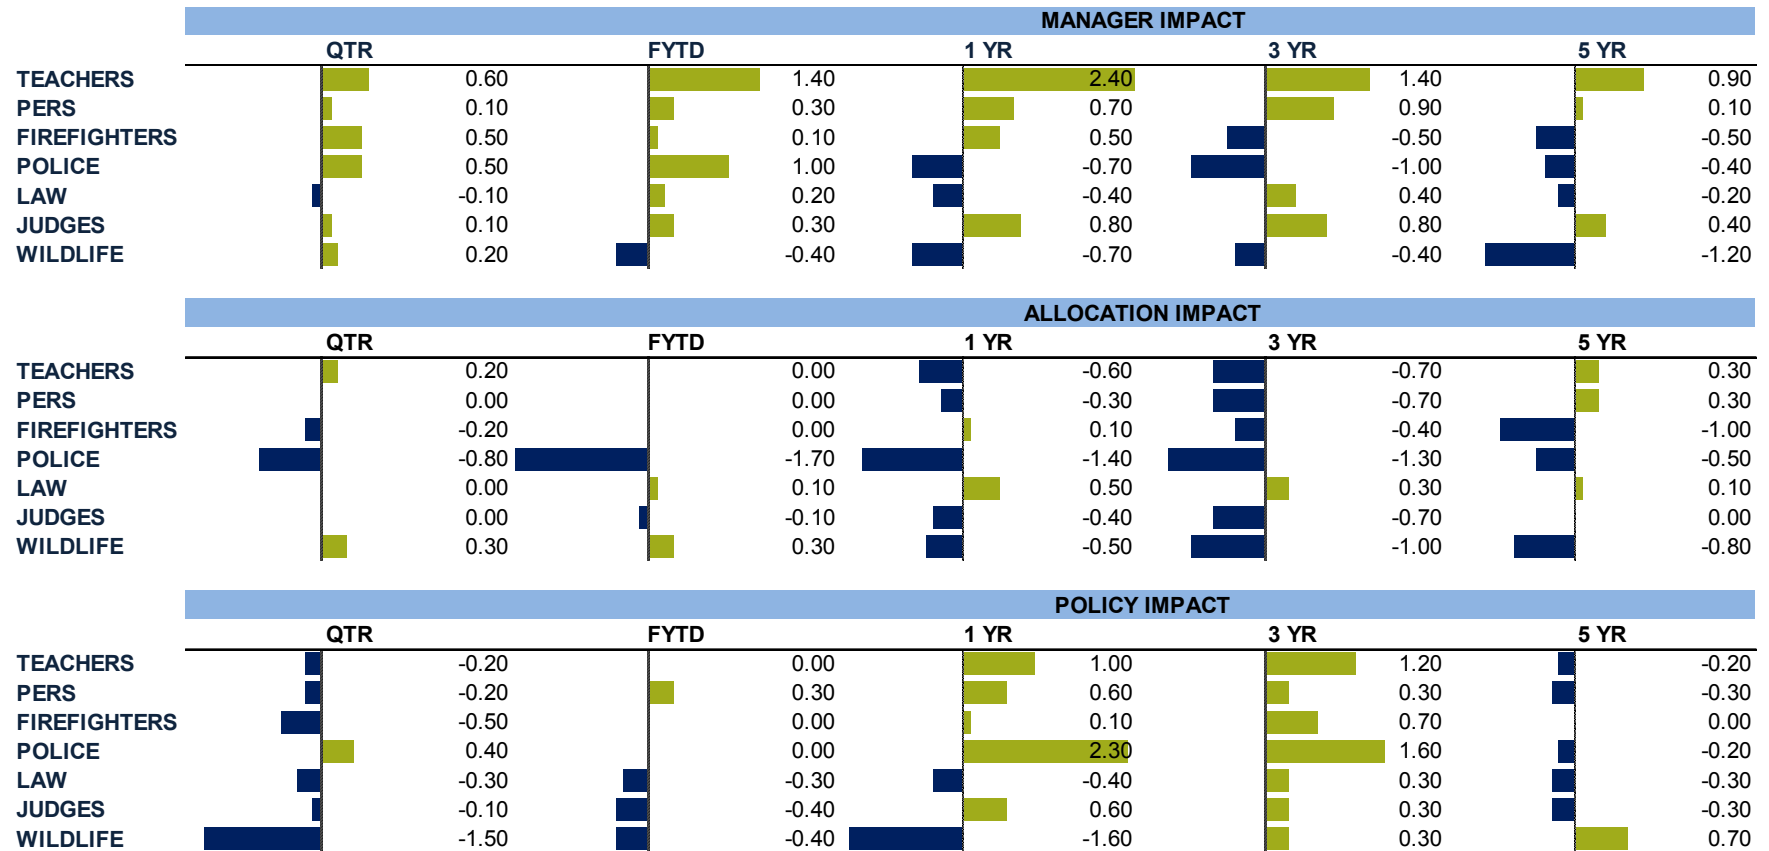 MANAGER IMPACT
QTR FYTD 1 YR 3 YR 5 YR
TEACHERS 0.60 1.40 2.40 1.40 0.90
PERS 0.10 0.30 0.70 0.90 0.10
FIREFIGHTERS 0.50 0.10 0.50 -0.50 -0.50
POLICE 0.50 1.00 -0.70 -1.00 -0.40
LAW -0.10 0.20 -0.40 0.40 -0.20
JUDGES 0.10 0.30 0.80 0.80 0.40
WILDLIFE 0.20 -0.40 -0.70 -0.40 -1.20
ALLOCATION IMPACT
QTR FYTD 1 YR 3 YR 5 YR
TEACHERS 0.20 0.00 -0.60 -0.70 0.30
PERS 0.00 0.00 -0.30 -0.70 0.30
FIREFIGHTERS -0.20 0.00 0.10 -0.40 -1.00
POLICE -0.80 -1.70 -1.40 -1.30 -0.50
LAW 0.00 0.10 0.50 0.30 0.10
JUDGES 0.00 -0.10 -0.40 -0.70 0.00
WILDLIFE 0.30 0.30 -0.50 -1.00 -0.80
POLICY IMPACT
QTR FYTD 1 YR 3 YR 5 YR
TEACHERS -0.20 0.00 1.00 1.20 -0.20
PERS -0.20 0.30 0.60 0.30 -0.30
FIREFIGHTERS -0.50 0.00 0.10 0.70 0.00
POLICE 0.40 0.00 2.30 1.60 -0.20
LAW -0.30 -0.30 -0.40 0.30 -0.30
JUDGES -0.10 -0.40 0.60 0.30 -0.30
WILDLIFE -1.50 -0.40 -1.60 0.30 0.70